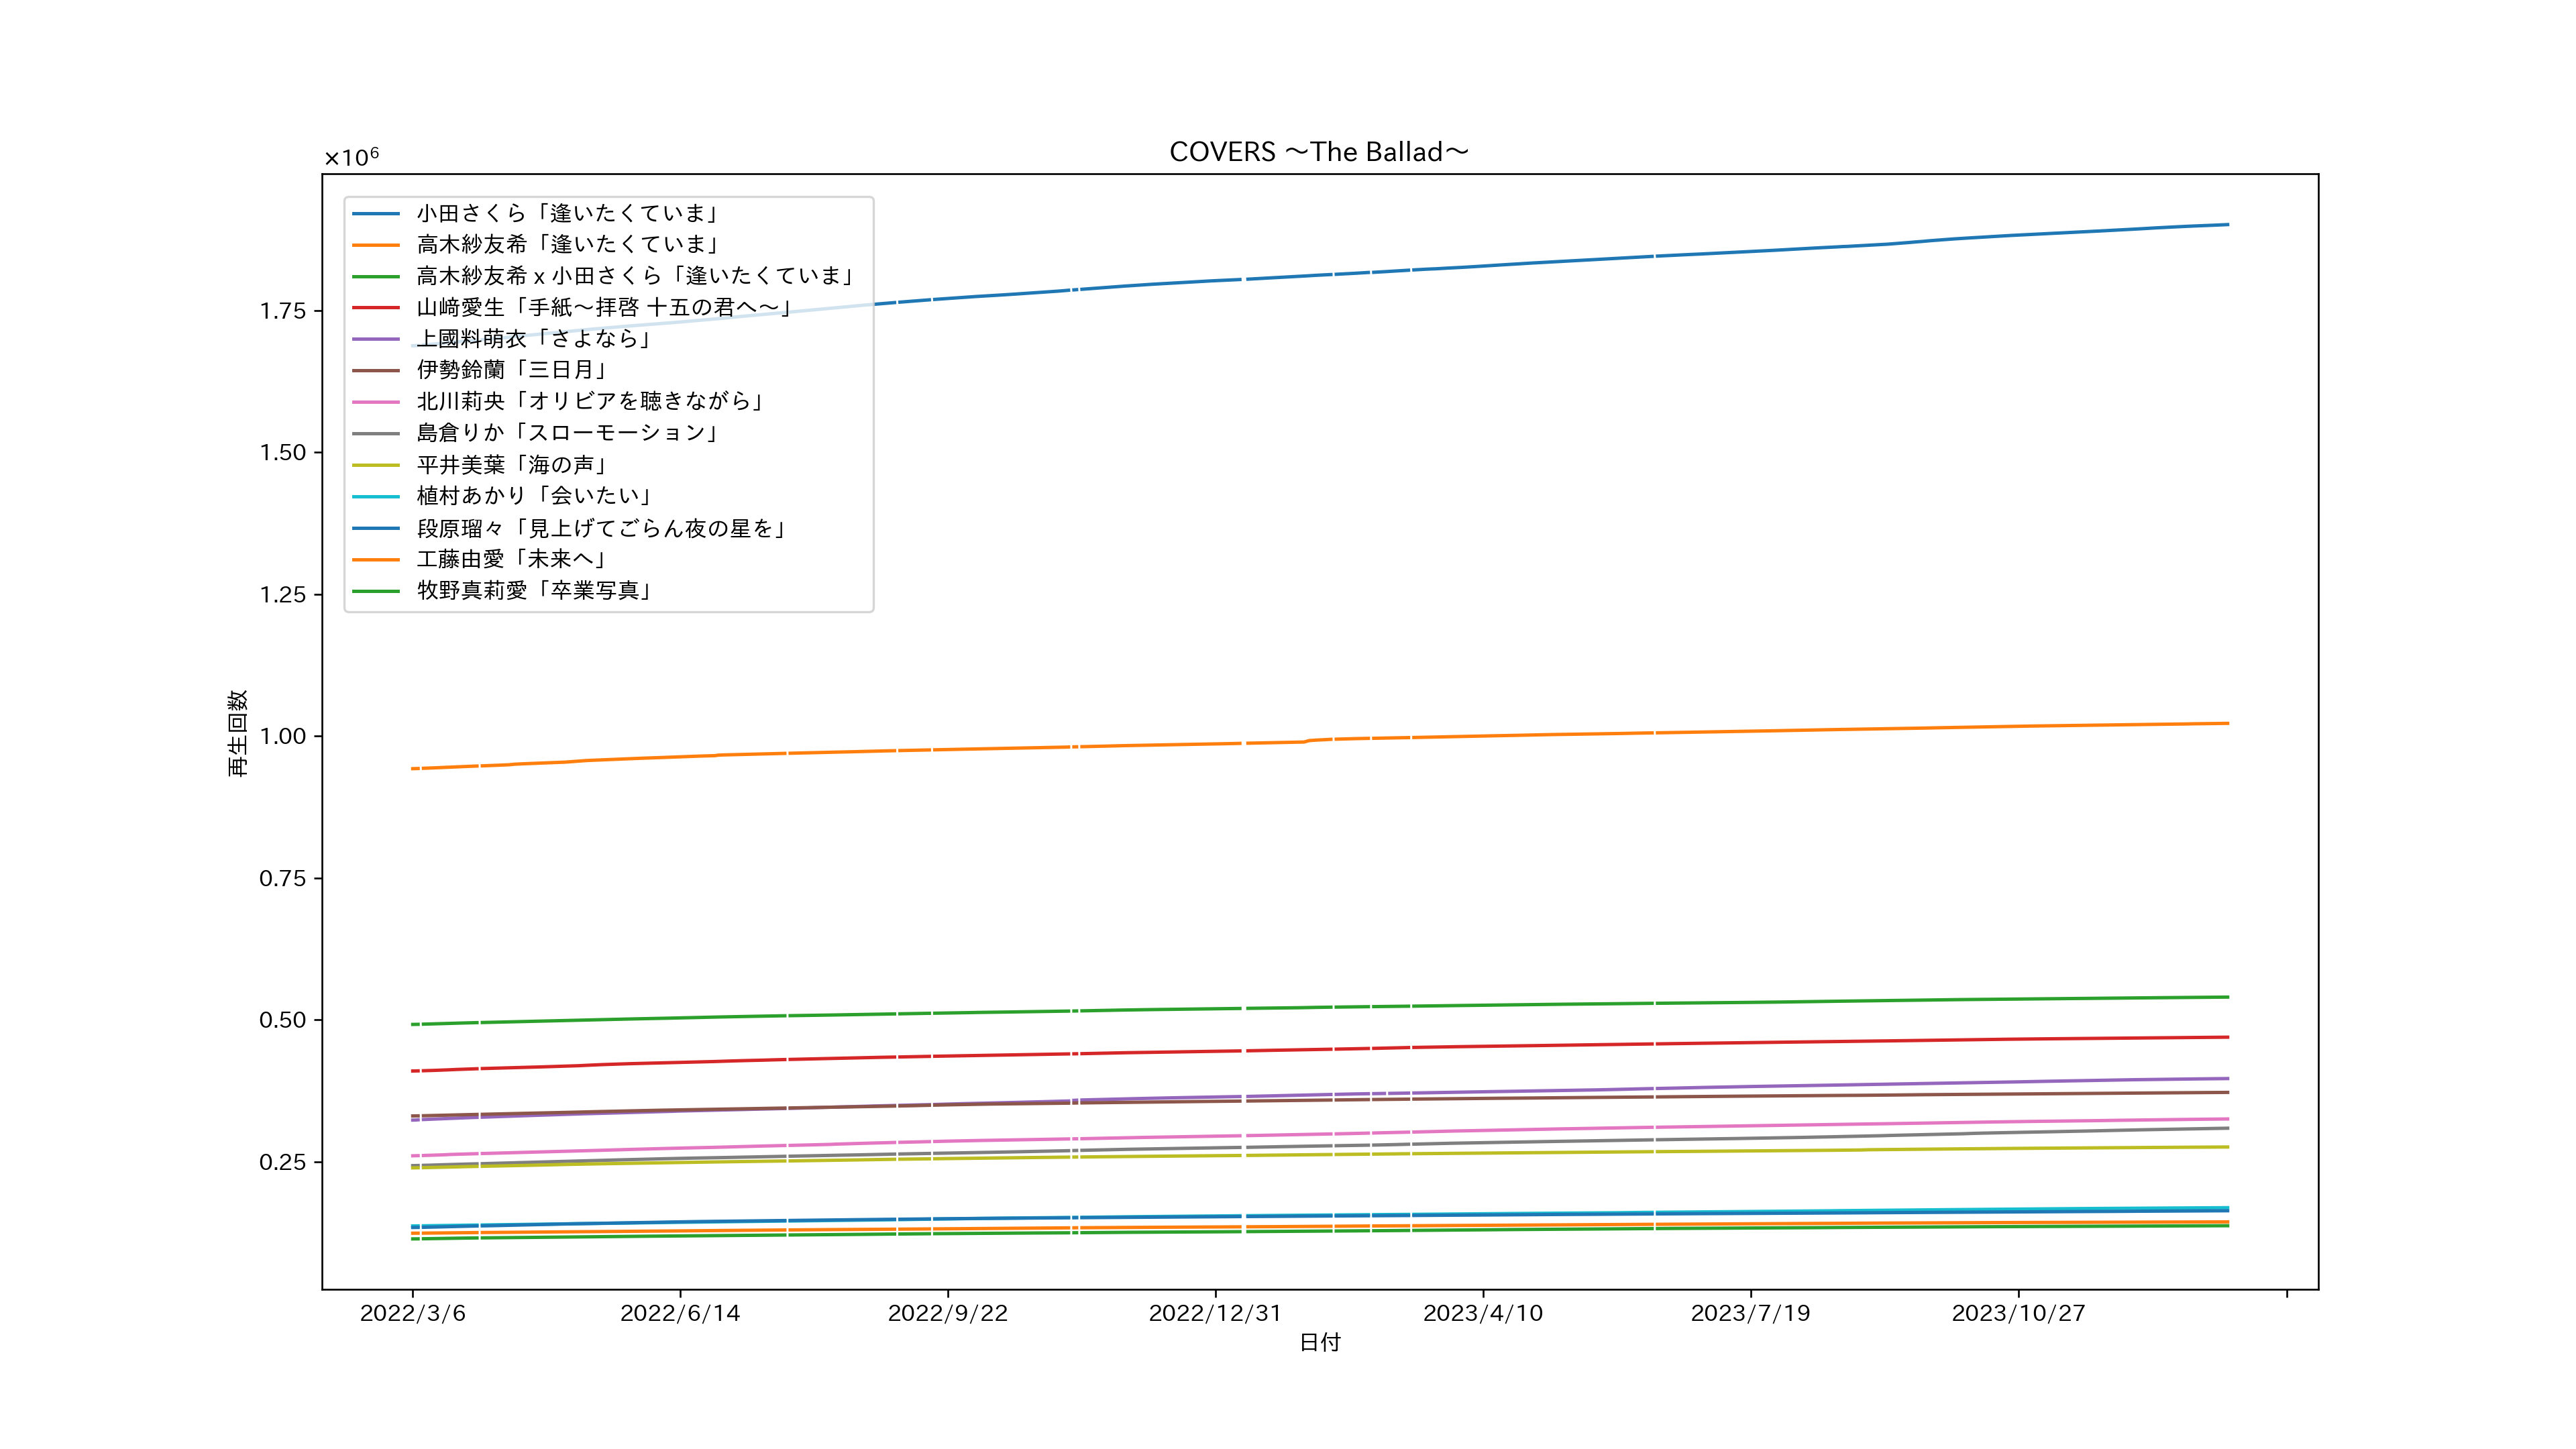 COVERS ～The Ballad～
×10⁶
小田さくら「逢いたくていま」
高木紗友希「逢いたくていま」
高木紗友希 x 小田さくら「逢いたくていま」
山﨑愛生「手紙～拝啓 十五の君へ～」
上國料萌衣「さよなら」
伊勢鈴蘭「三日月」
北川莉央「オリビアを聴きながら」
島倉りか「スローモーション」
平井美葉「海の声」
植村あかり「会いたい」
段原瑠々「見上げてごらん夜の星を」
工藤由愛「未来へ」
牧野真莉愛「卒業写真」
1.75
1.50
1.25
1.00
0.75
0.50
0.25
再生回数
2022/3/6
2022/6/14
2022/9/22
2022/12/31
2023/4/10
2023/7/19
2023/10/27
日付